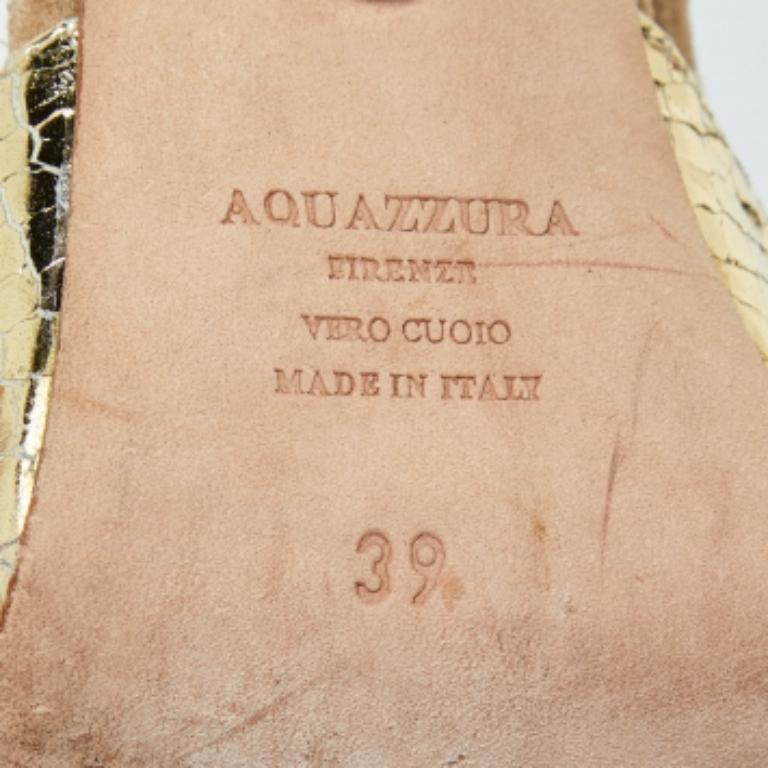 AQUAZZURA
FIRENZE
VERO CUOIO
MADE IN ITALY
39